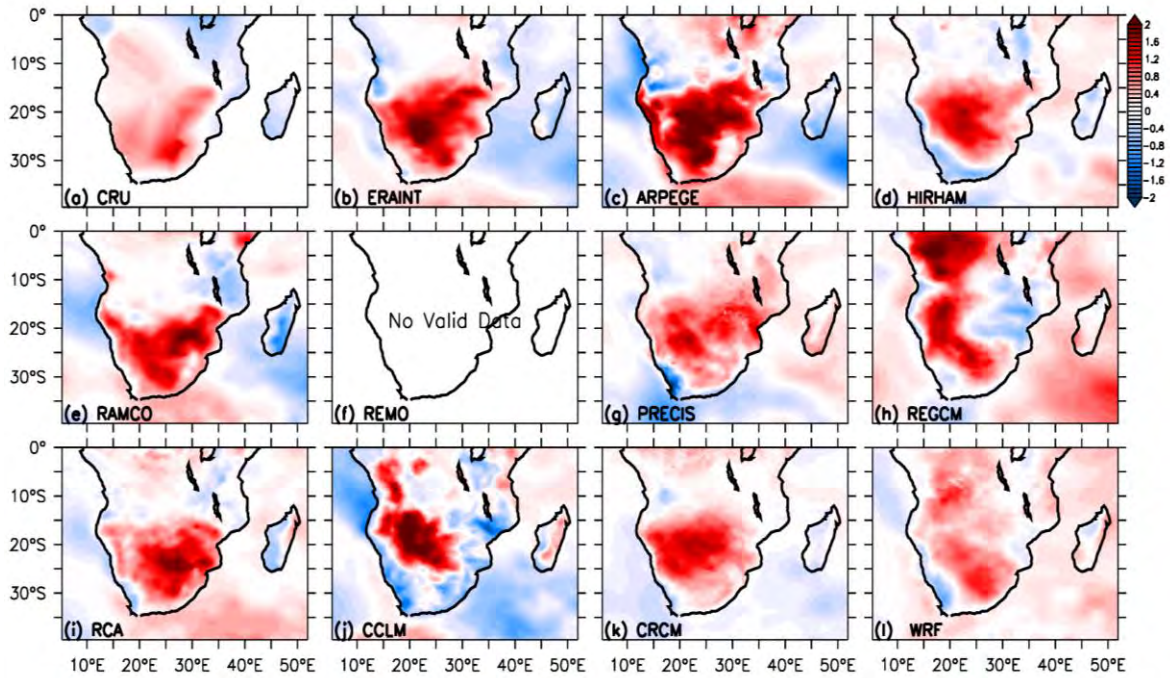 0°
10°S
20°S
30°S
(a) CRU
(b) ERAINT
(c) ARPEGE
(d) HIRHAM
2
1.6
1.2
0.8
0.4
0
-0.4
-0.8
-1.2
-1.6
-2
0°
10°S
20°S
30°S
(e) RAMCO
No Valid Data
(f) REMO
(g) PRECIS
(h) REGCM
0°
10°S
20°S
30°S
(i) RCA
(j) CCLM
(k) CRCM
(l) WRF
10°E 20°E 30°E 40°E 50°E 10°E 20°E 30°E 40°E 50°E 10°E 20°E 30°E 40°E 50°E 10°E 20°E 30°E 40°E 50°E